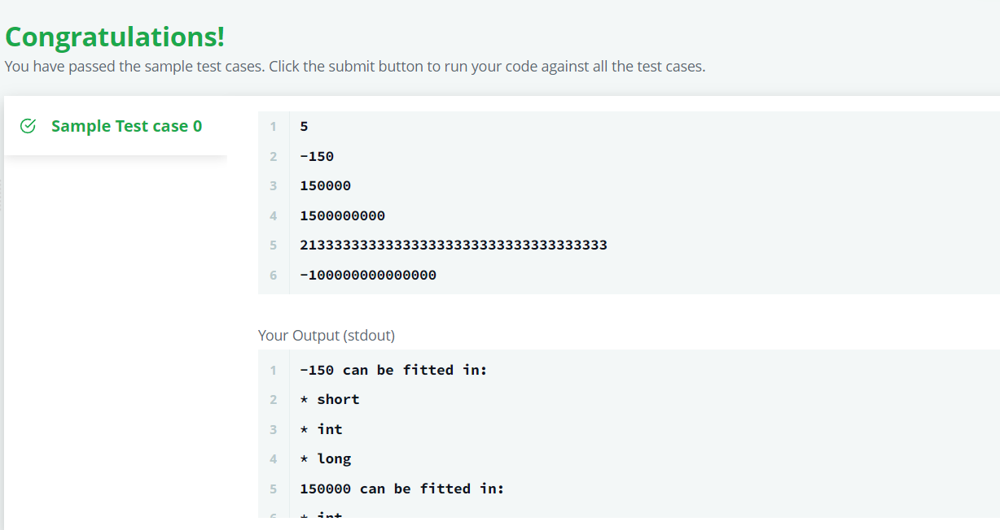 Congratulations!
You have passed the sample test cases. Click the submit button to run your code against all the test cases.
Sample Test case 0
1 5
2 -150
3 150000
4 1500000000
5 213333333333333333333333333333333333
6 -100000000000000
Your Output (stdout)
1 -150 can be fitted in:
2 * short
3 * int
4 * long
5 150000 can be fitted in:
6 * int